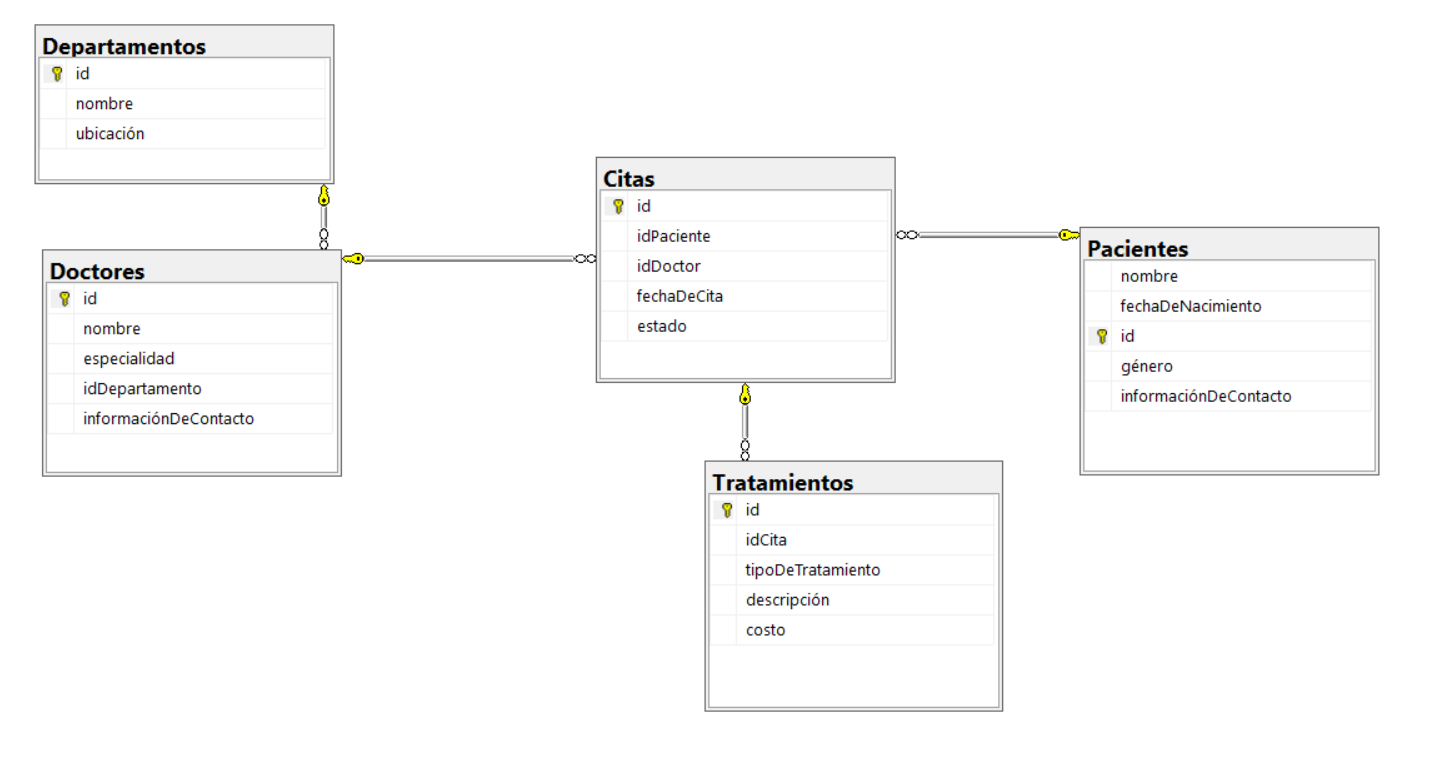 Departamentos
id
nombre
ubicación
Doctores
id
nombre
especialidad
idDepartamento
informaciónDeContacto
Citas
id
idPaciente
idDoctor
fechaDeCita
estado
Pacientes
nombre
fechaDeNacimiento
id
género
informaciónDeContacto
Tratamientos
id
idCita
tipoDeTratamiento
descripción
costo